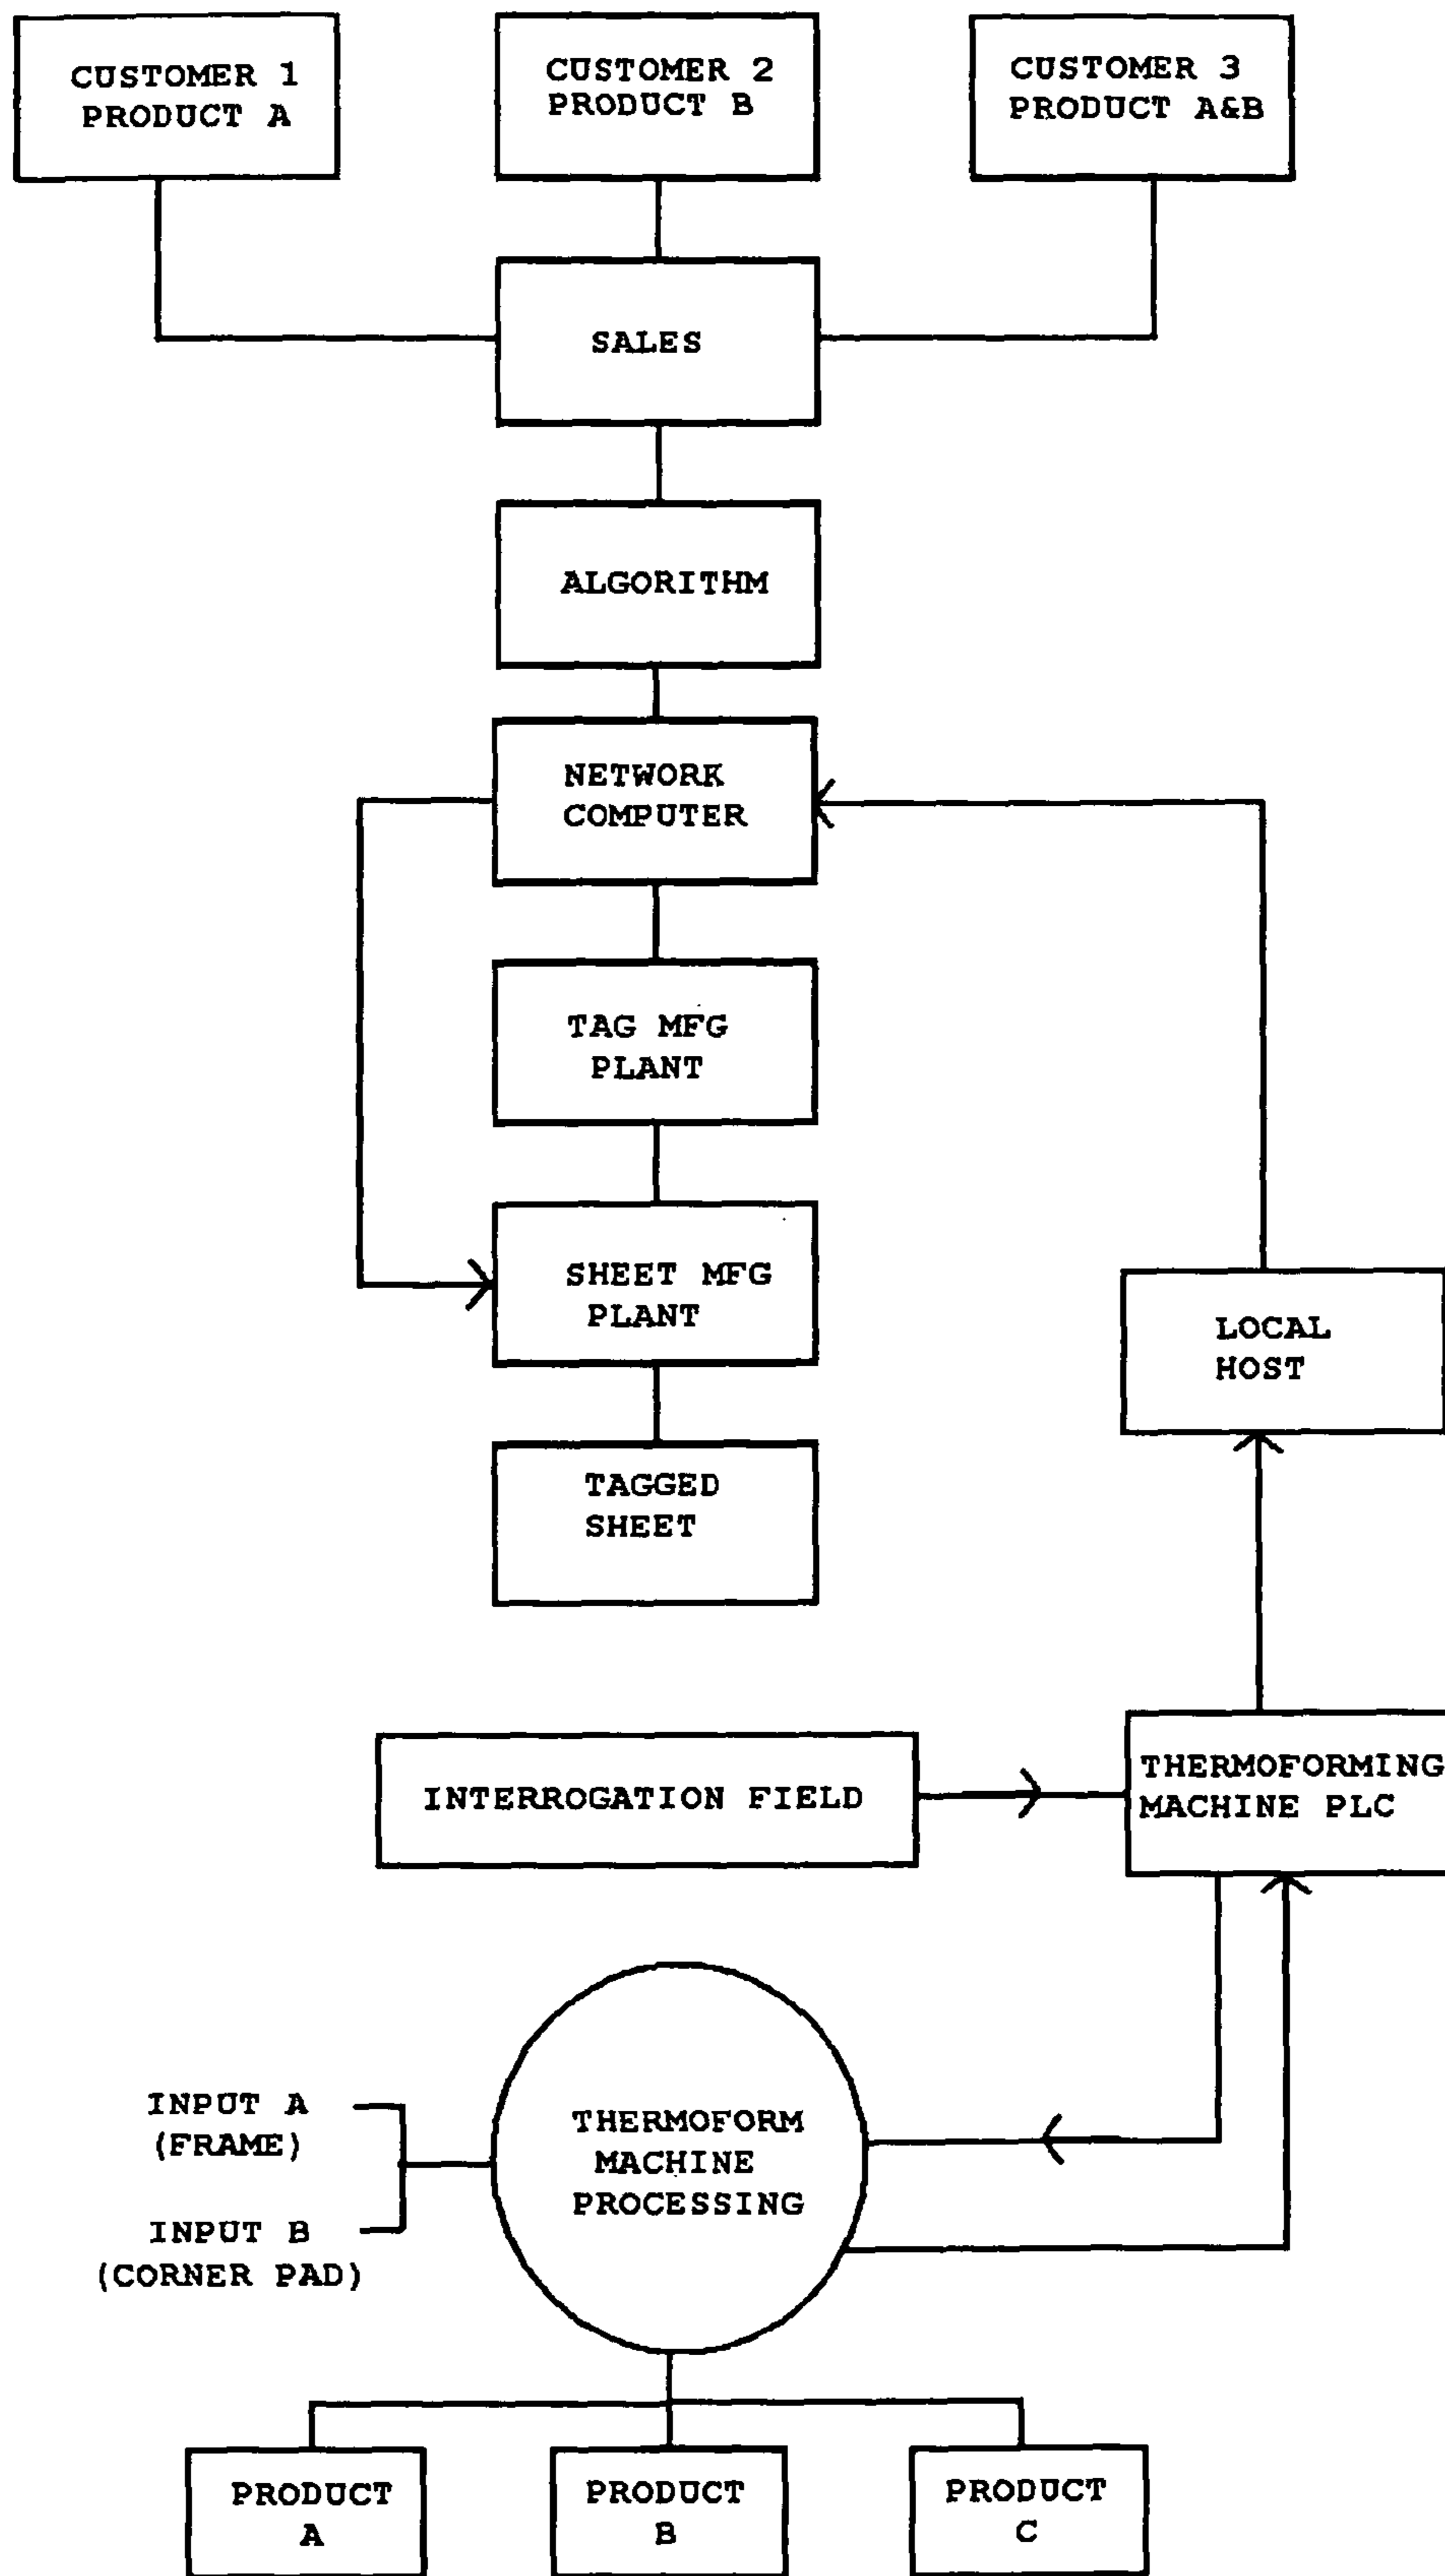 CUSTOMER 1
PRODUCT A
CUSTOMER 2
PRODUCT B
CUSTOMER 3
PRODUCT A&B
SALES
ALGORITHM
NETWORK
COMPUTER
TAG MFG
PLANT
SHEET MFG
PLANT
LOCAL
HOST
TAGGED
SHEET
INTERROGATION FIELD
THERMOFORMING
MACHINE PLC
INPUT A
(FRAME)
INPUT B
(CORNER PAD)
THERMOFORM
MACHINE
PROCESSING
PRODUCT
A
PRODUCT
B
PRODUCT
C